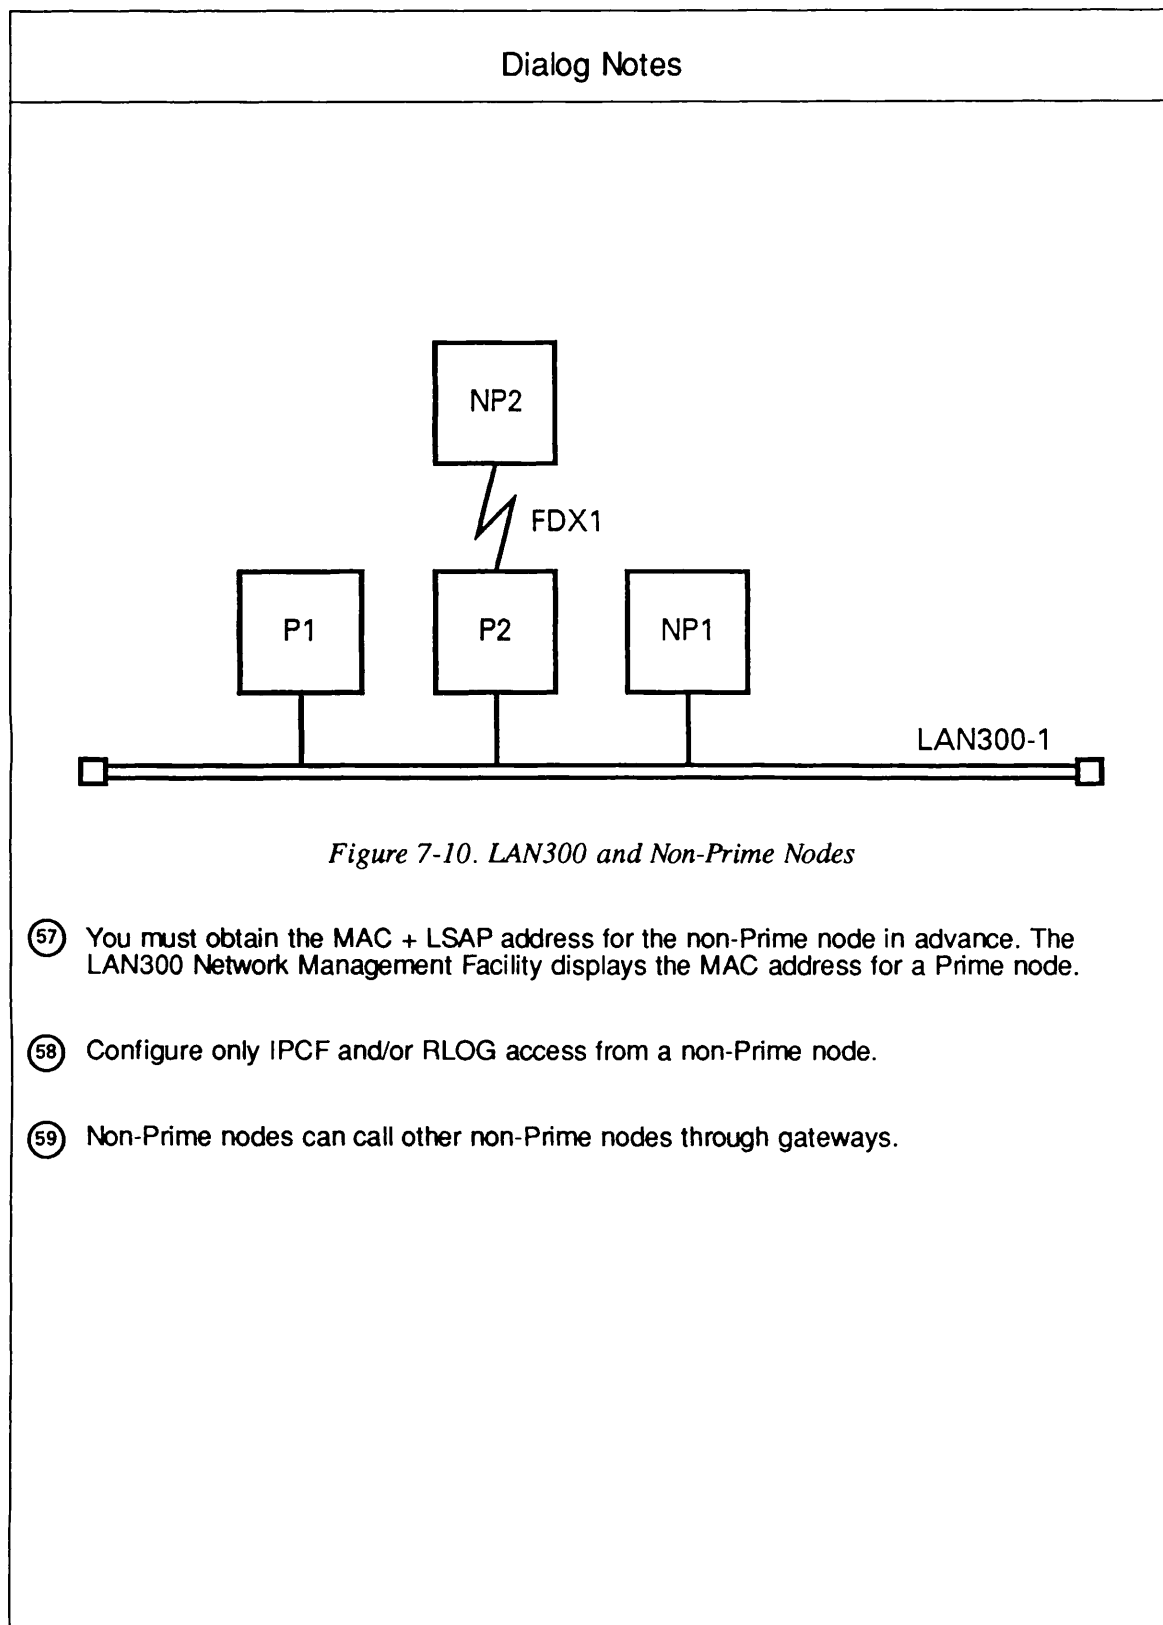 Dialog Notes
NP2
FDX1
P1
P2
NP1
LAN300-1
Figure 7-10. LAN300 and Non-Prime Nodes
57 You must obtain the MAC + LSAP address for the non-Prime node in advance. The
LAN300 Network Management Facility displays the MAC address for a Prime node.
58 Configure only IPCF and/or RLOG access from a non-Prime node.
59 Non-Prime nodes can call other non-Prime nodes through gateways.